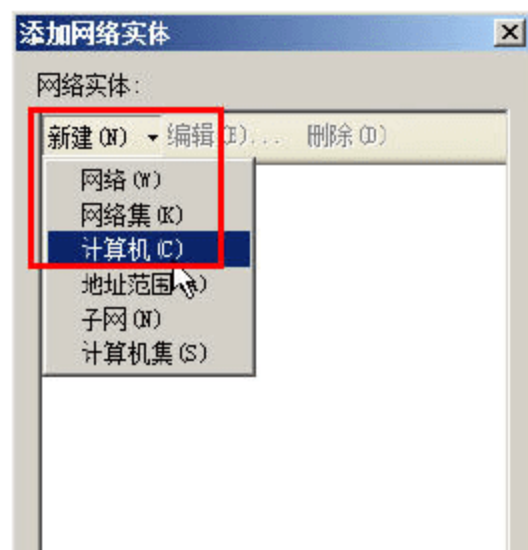 添加网络实体
网络实体:
新建(N) 编辑(E)... 删除(D)
网络(W)
网络集(K)
计算机(C)
地址范围(A)
子网(N)
计算机集(S)